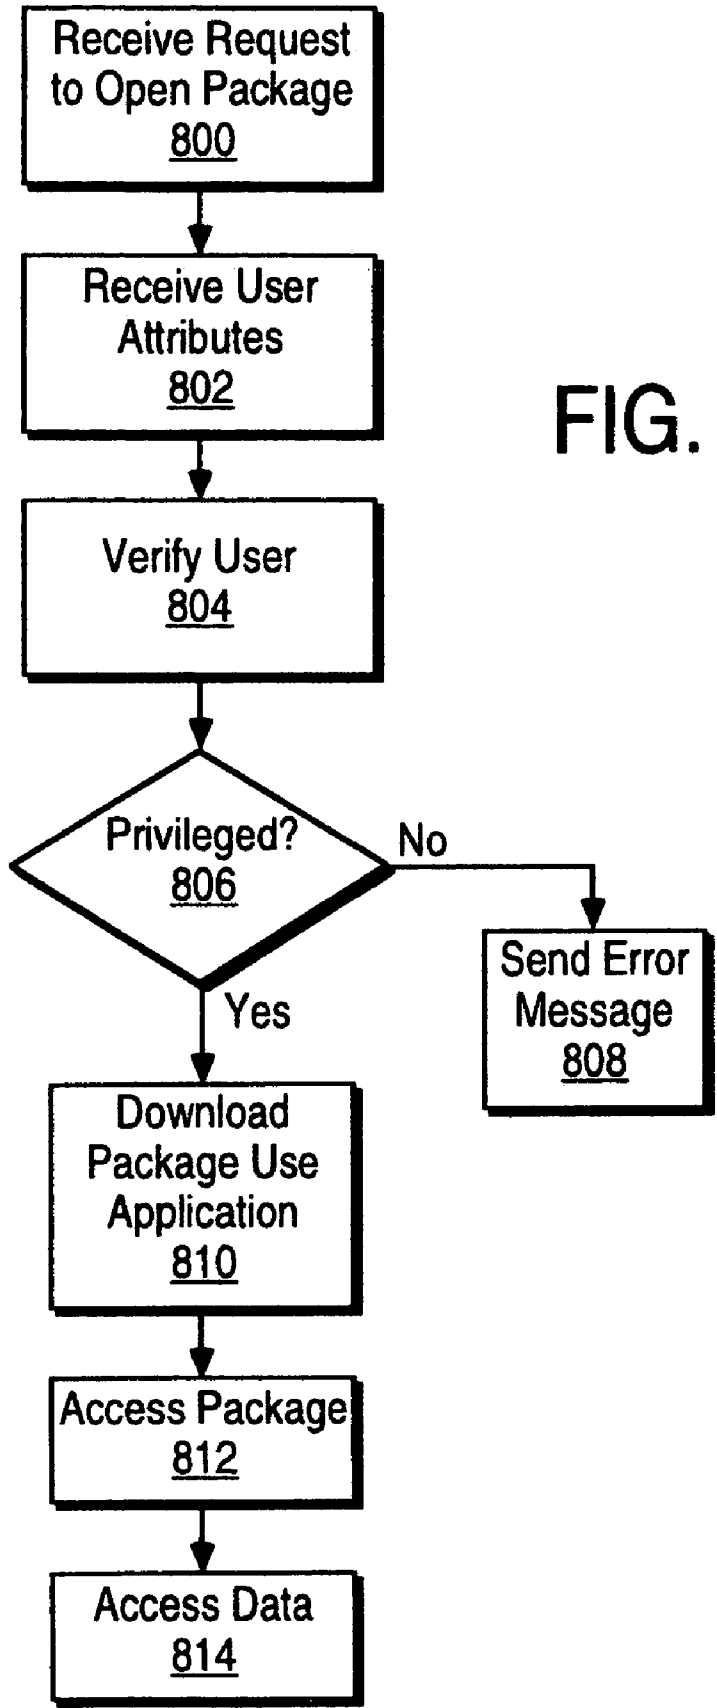 Receive Request
to Open Package
800
Receive User
Attributes
802
FIG.
Verify User
804
Privileged?
806
No
Send Error
Message
808
Yes
Download
Package Use
Application
810
Access Package
812
Access Data
814